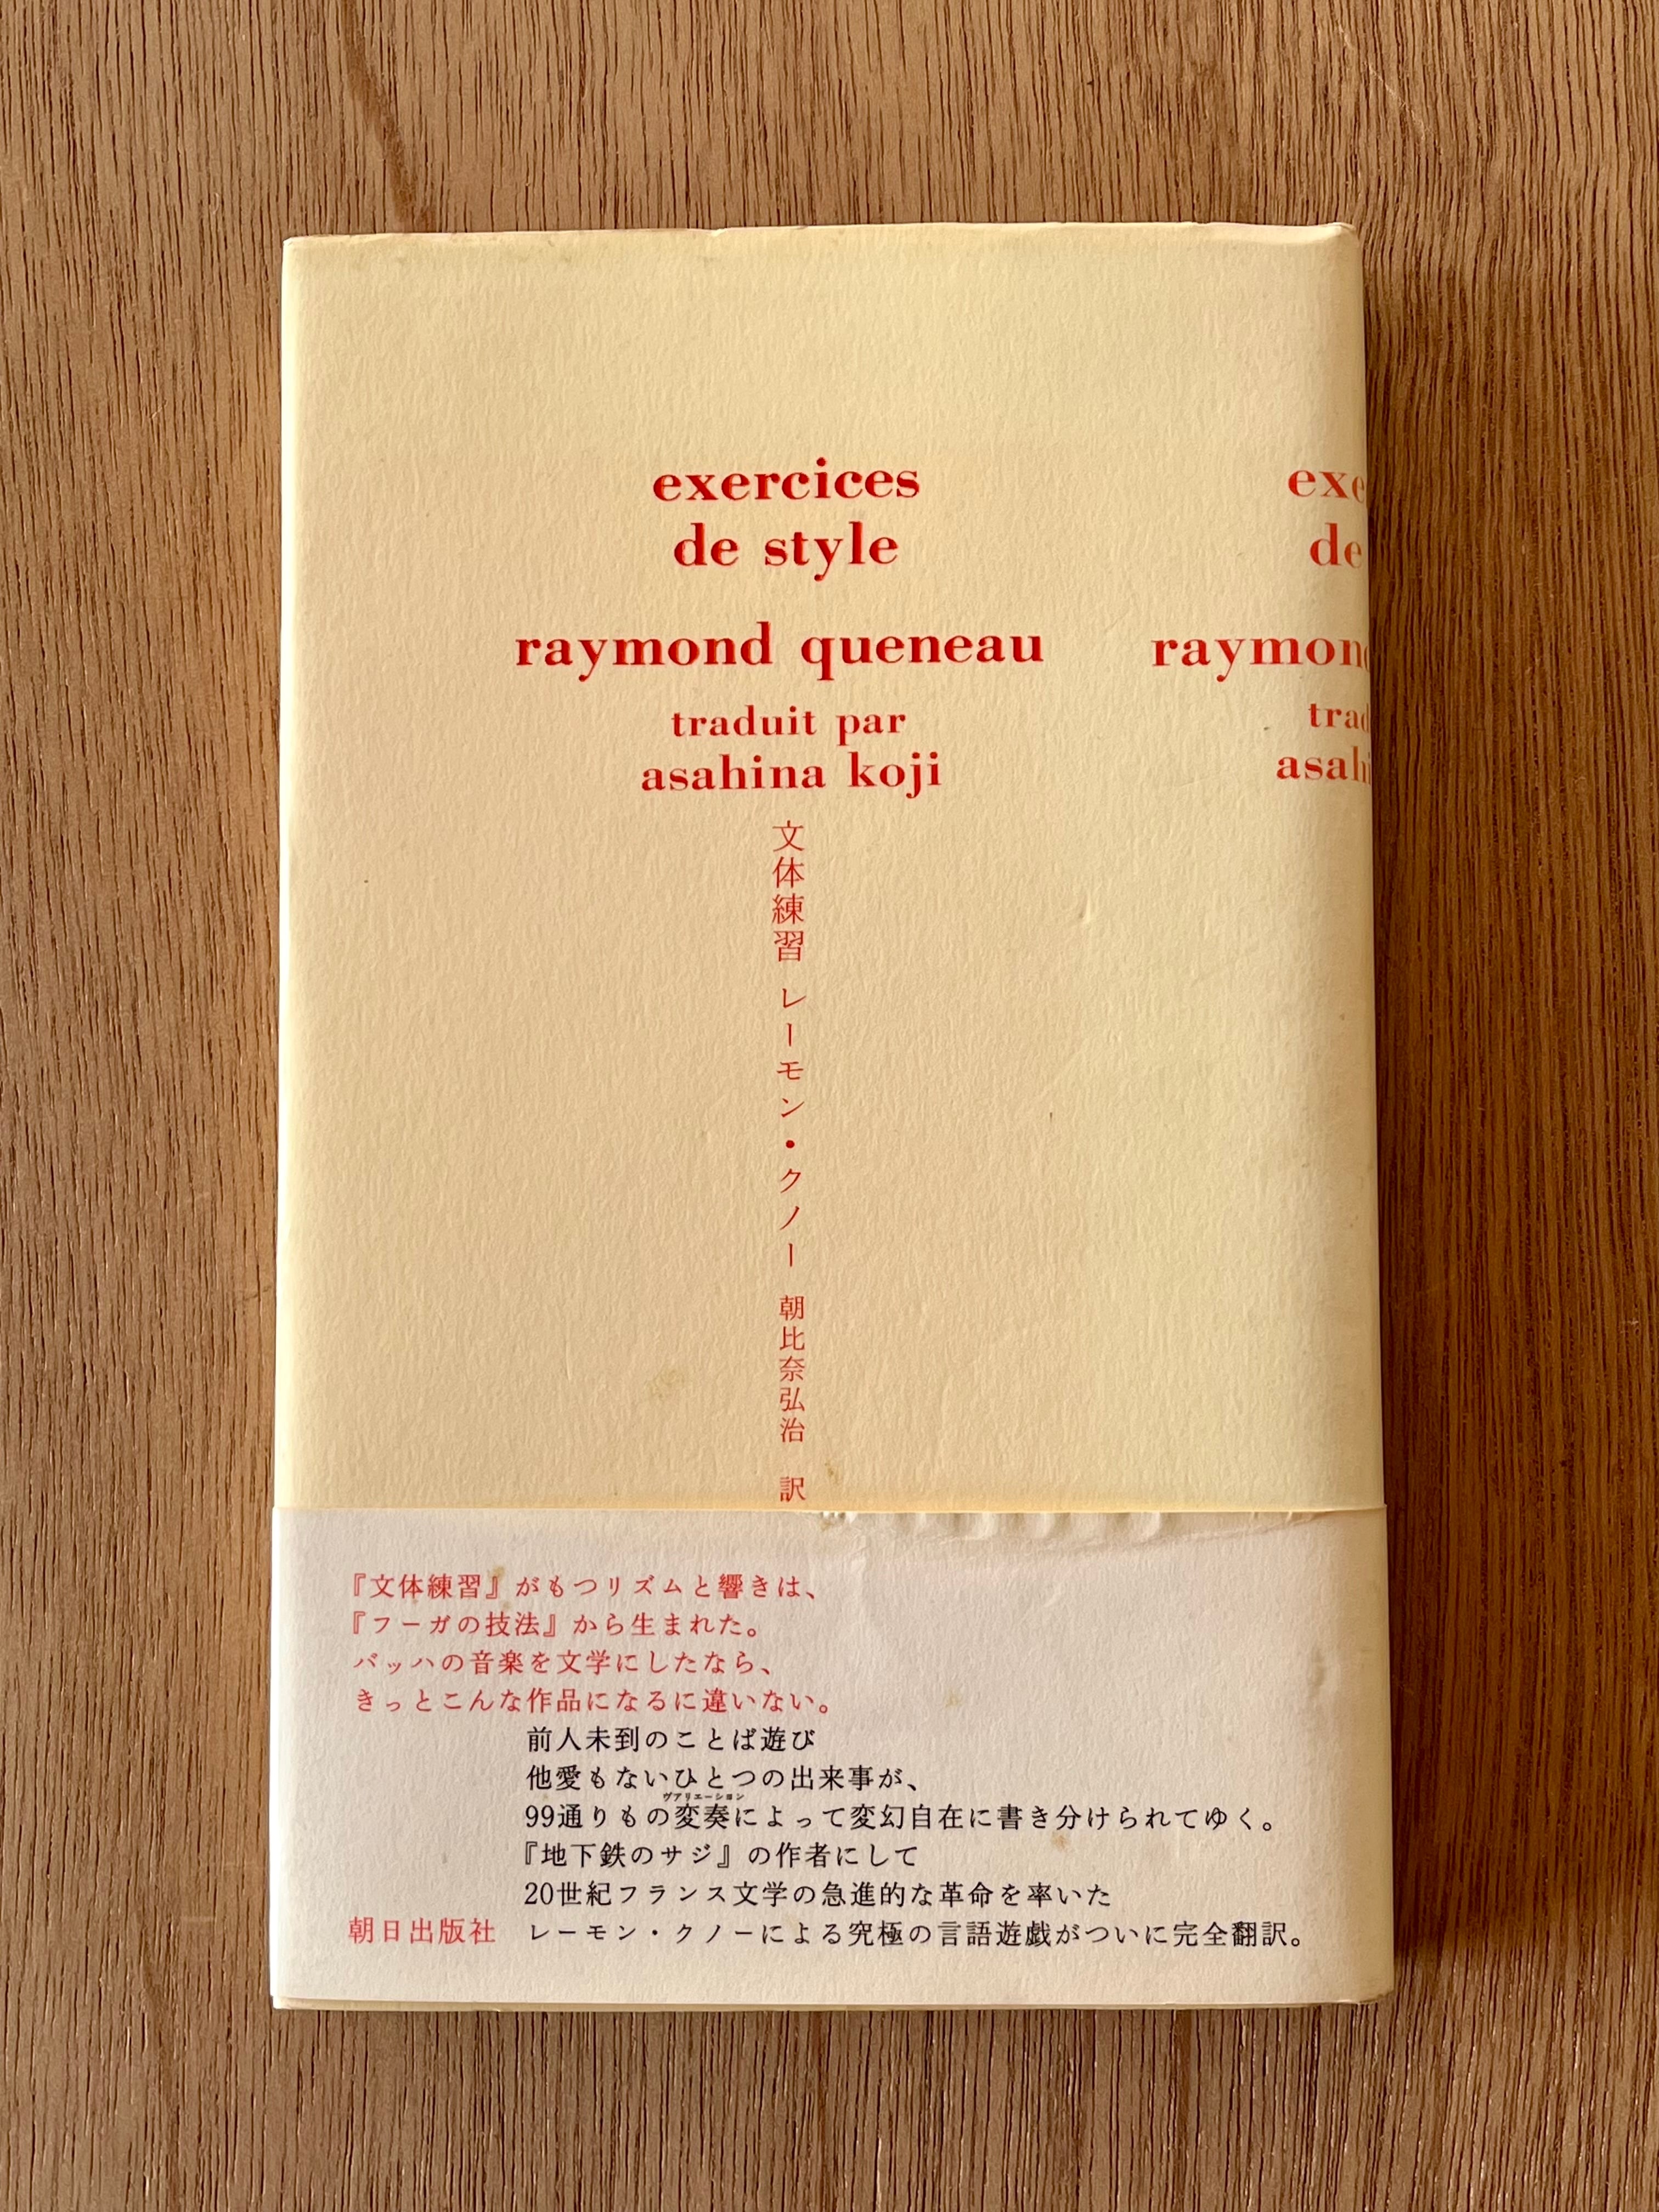 exercices
de style
raymond queneau
traduit par
asahina koji
exe
de
raymon
trad
asahi
文体練習 レーモン・クノー 朝比奈弘治 訳
『文体練習』がもつリズムと響きは、
『フーガの技法』から生まれた。
バッハの音楽を文学にしたなら、
きっとこんな作品になるに違いない。
前人未到のことば遊び
他愛もないひとつの出来事が、
ヴァリエーション
99通りもの変奏によって変幻自在に書き分けられてゆく。
『地下鉄のサジ』の作者にして
20世紀フランス文学の急進的な革命を率いた
レーモン・クノーによる究極の言語遊戯がついに完全翻訳。
朝日出版社